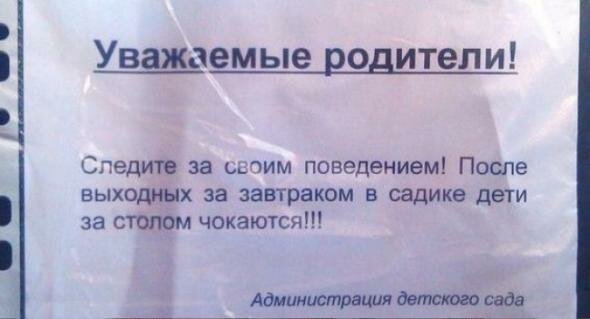 Уважаемые родители!
Следите за своим поведением! После
выходных за завтраком в садике дети
за столом чокаются!!!
Администрация детского сада